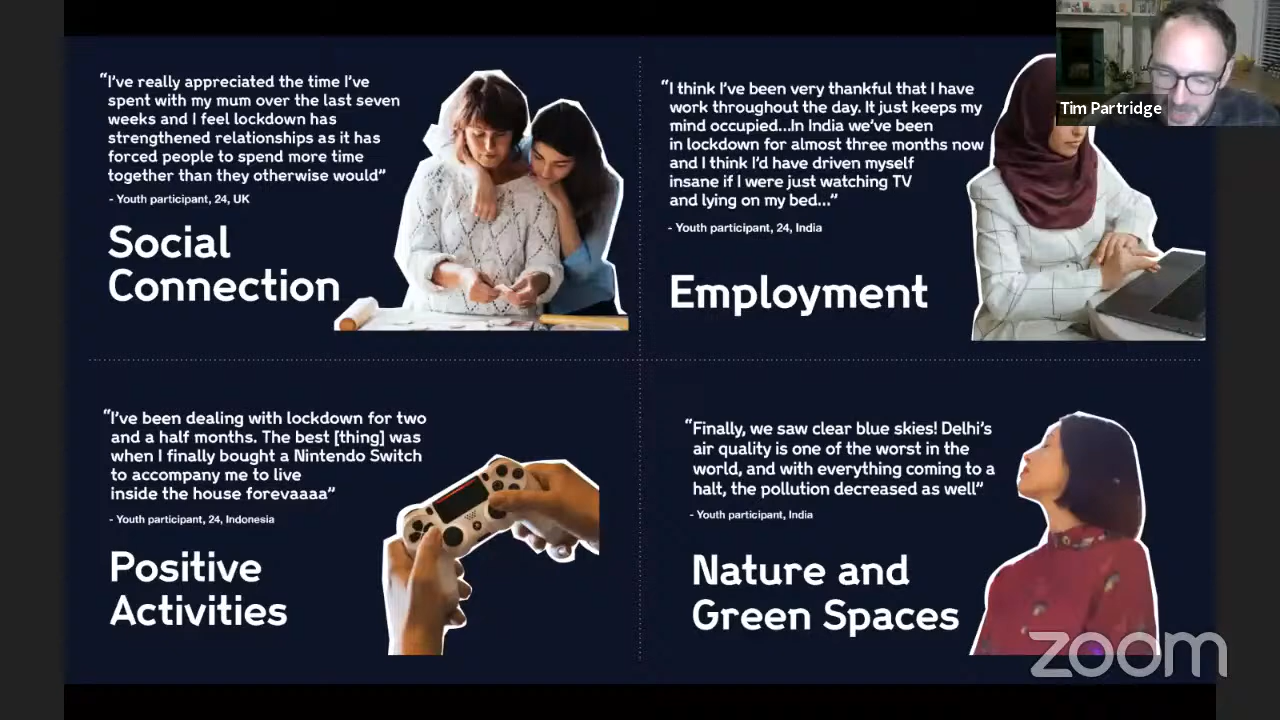 “I’ve really appreciated the time I’ve
spent with my mum over the last seven
weeks and I feel lockdown has
strengthened relationships as it has
forced people to spend more time
together than they otherwise would”
- Youth participant, 24, UK
Social
Connection
“I think I’ve been very thankful that I have
work throughout the day. It just keeps my
mind occupied...In India we’ve been
in lockdown for almost three months now
and I think I’d have driven myself
insane if I were just watching TV
and lying on my bed...”
- Youth participant, 24, India
Employment
Tim Partridge
“I’ve been dealing with lockdown for two
and a half months. The best [thing] was
when I finally bought a Nintendo Switch
to accompany me to live
inside the house forevaaaa”
- Youth participant, 24, Indonesia
Positive
Activities
“Finally, we saw clear blue skies! Delhi’s
air quality is one of the worst in the
world, and with everything coming to a
halt, the pollution decreased as well”
- Youth participant, India
Nature and
Green Spaces
zoom